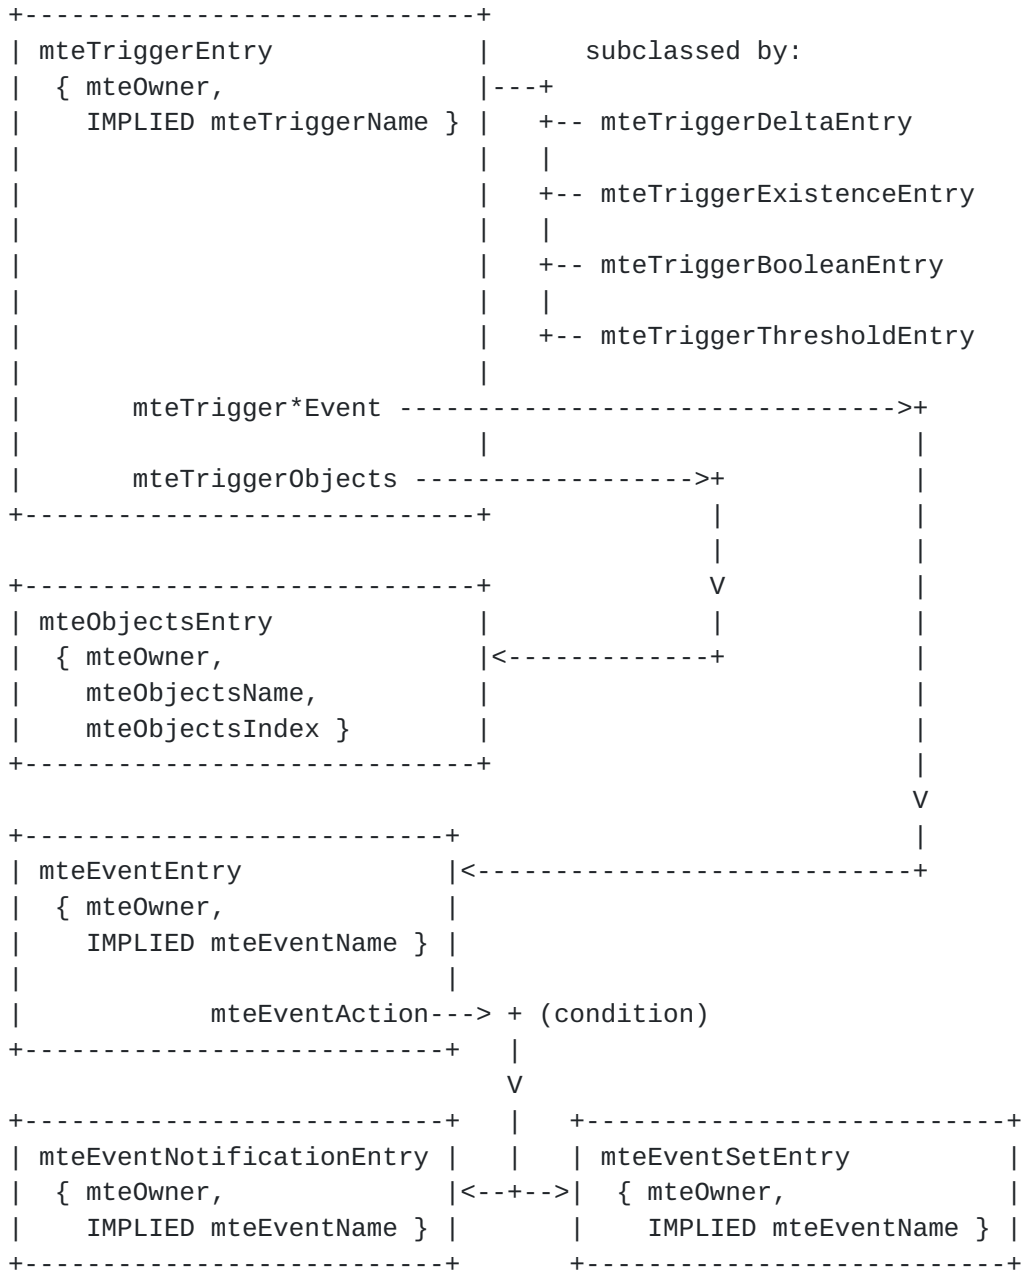 +-----------------------------+
| mteTriggerEntry             |      subclassed by:
|  { mteOwner,                |---+
|    IMPLIED mteTriggerName } |   +-- mteTriggerDeltaEntry
|                             |   |
|                             |   +-- mteTriggerExistenceEntry
|                             |   |
|                             |   +-- mteTriggerBooleanEntry
|                             |   |
|                             |   +-- mteTriggerThresholdEntry
|                             |
|       mteTrigger*Event -------------------------------->+
|                             |                           |
|       mteTriggerObjects ------------------>+            |
+-----------------------------+              |            |
                                             |            |
+-----------------------------+              V            |
| mteObjectsEntry             |              |            |
|  { mteOwner,                |<-------------+            |
|    mteObjectsName,          |                           |
|    mteObjectsIndex }        |                           |
+-----------------------------+                           |
                                                          V
+---------------------------+                             |
| mteEventEntry             |<----------------------------+
|  { mteOwner,              |
|    IMPLIED mteEventName } |
|                           |
|            mteEventAction---> + (condition)
+---------------------------+   |
                                V
+---------------------------+   |   +---------------------------+
| mteEventNotificationEntry |   |   | mteEventSetEntry          |
|  { mteOwner,              |<--+-->|  { mteOwner,              |
|    IMPLIED mteEventName } |       |    IMPLIED mteEventName } |
+---------------------------+       +---------------------------+